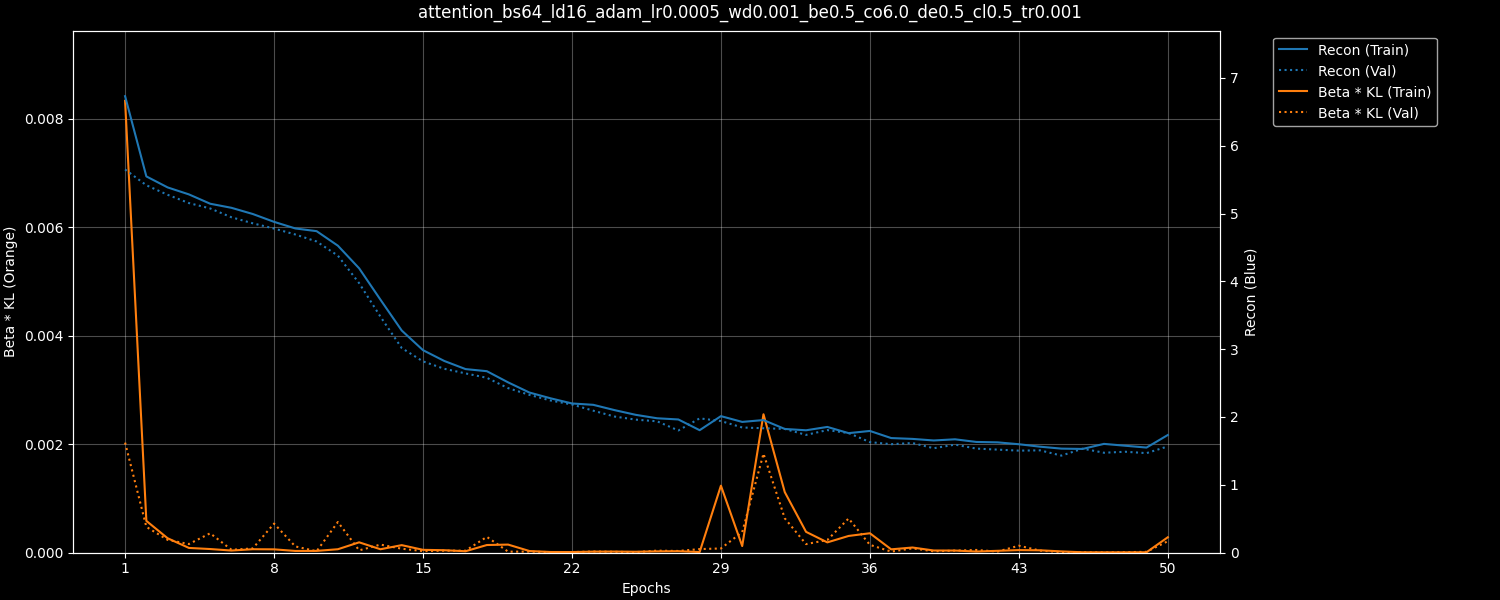 attention_bs64_ld16_adam_lr0.0005_wd0.001_be0.5_co6.0_de0.5_cl0.5_tr0.001
Recon (Train)
Recon (Val)
Beta * KL (Train)
Beta * KL (Val)
Beta * KL (Orange)
0.008
0.006
0.004
0.002
0.000
7
6
5
4
3
2
1
0
Recon (Blue)
1 8 15 22 29 36 43 50
Epochs